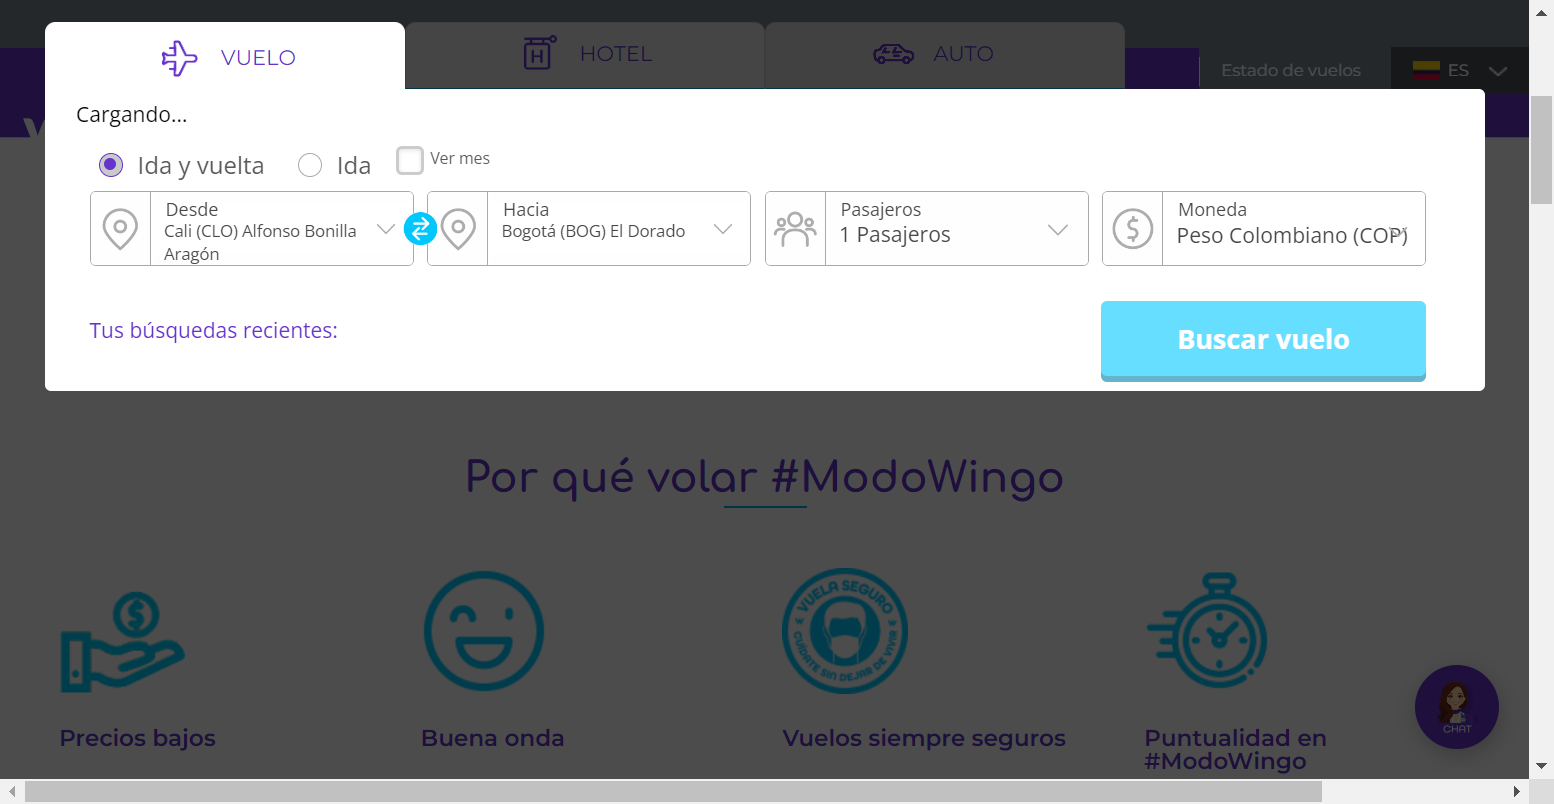 VUELO
HOTEL
AUTO
Estado de vuelos
ES
Cargando...
Ida y vuelta
Ida
Ver mes
Desde
Cali (CLO) Alfonso Bonilla
Aragón
Hacia
Bogotá (BOG) El Dorado
Pasajeros
1 Pasajeros
Moneda
Peso Colombiano (COP)
Tus búsquedas recientes:
Buscar vuelo
Por qué volar #ModoWingo
VUELA SEGURO
CUÍDATE SIN DEJAR DE VIVIR
Precios bajos
Buena onda
Vuelos siempre seguros
Puntualidad en
#ModoWingo
CHAT